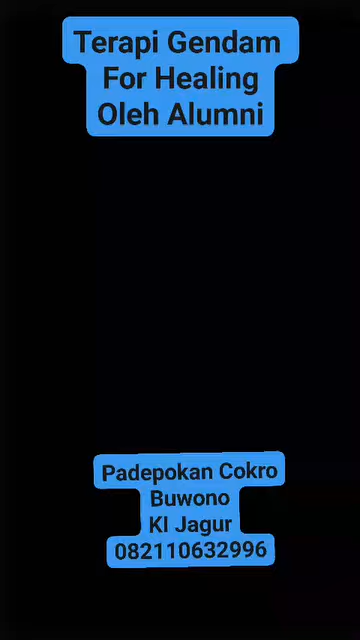 Terapi Gendam
For Healing
Oleh Alumni
Padepokan Cokro
Buwono
KI Jagur
082110632996